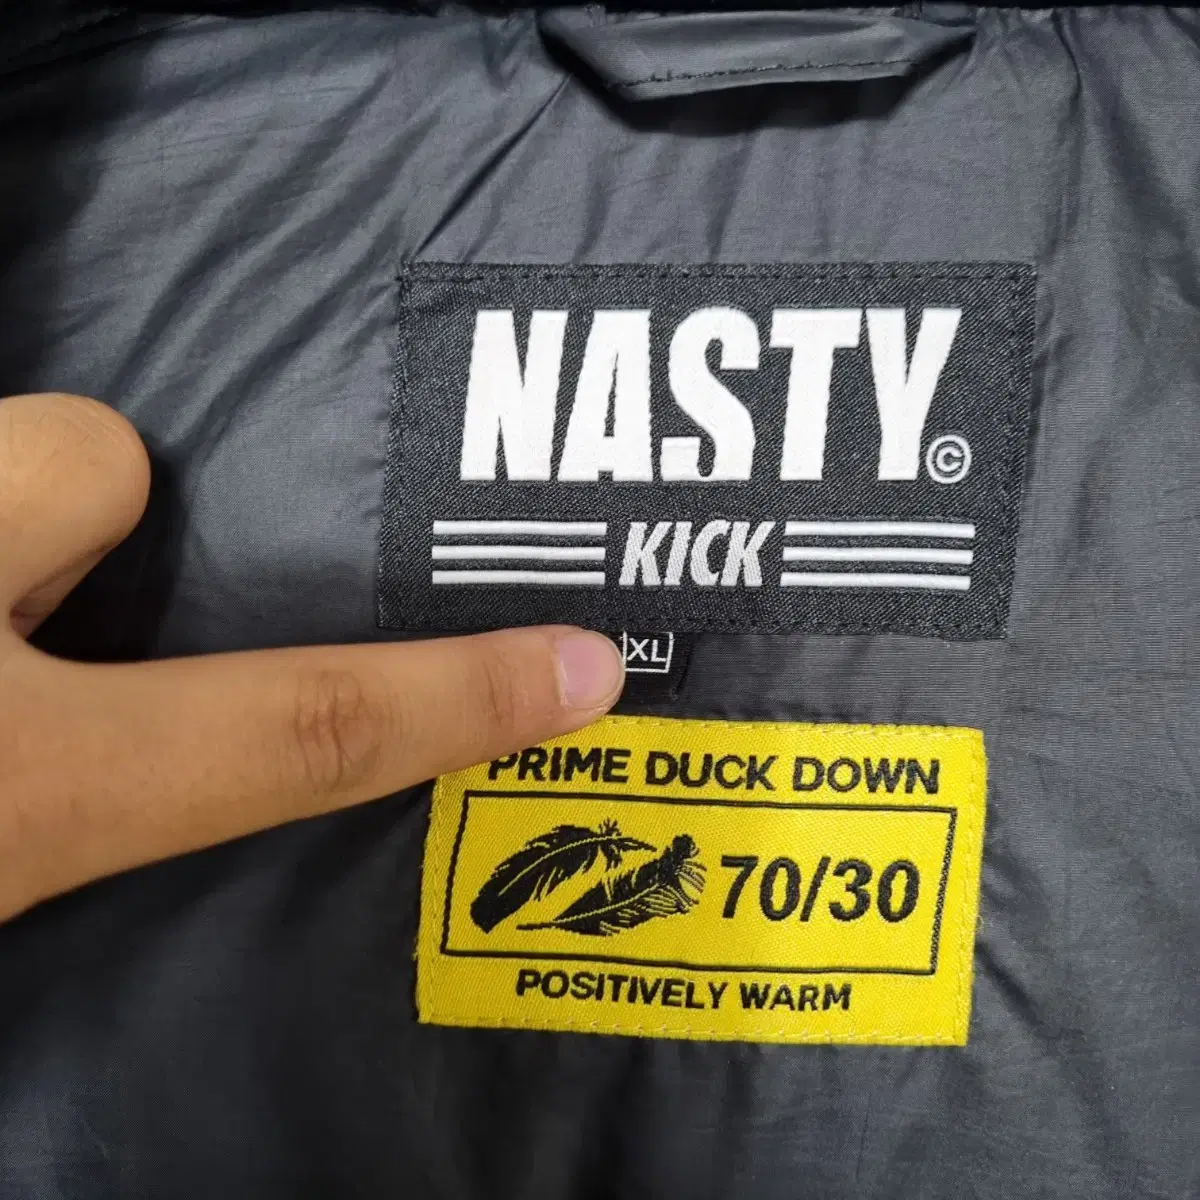 NASTY©
KICK
XL
PRIME DUCK DOWN
70/30
POSITIVELY WARM